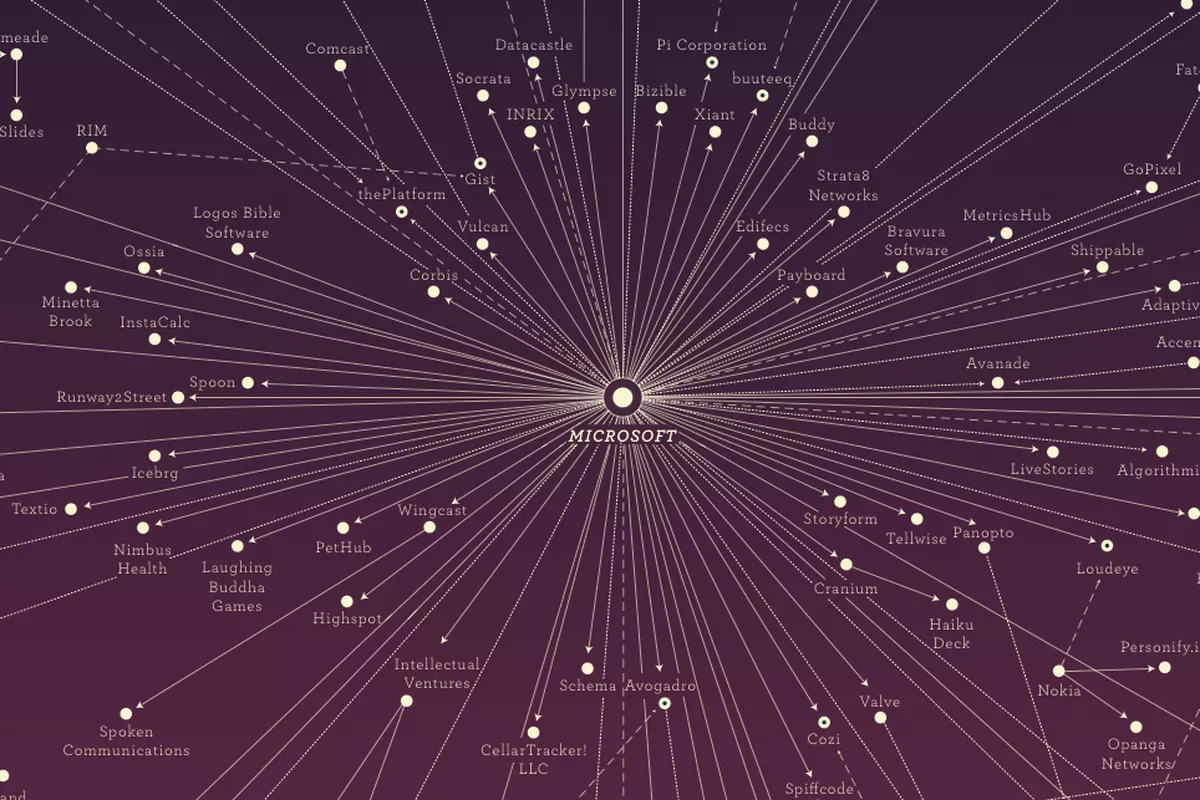 meade
Comcast
Datacastle
Pi Corporation
Socrata
Glympse
Bizible
buuteeq
Slides
RIM
INRIX
Xiant
Buddy
Gist
GoPixel
thePlatform
Strata8
Networks
Logos Bible
Software
Vulcan
Edifecs
MetricsHub
Bravura
Software
Ossia
Shippable
Corbis
Payboard
Minetta
Brook
InstaCalc
Avanade
Spoon
Runway2Street
MICROSOFT
Icebrg
LiveStories
Textio
Wingcast
Storyform
Tellwise
Panopto
Nimbus
Health
PetHub
Laughing
Buddha
Games
Loudeye
Cranium
Highspot
Haiku
Deck
Intellectual
Ventures
Schema
Avogadro
Nokia
Valve
Spoken
Communications
CellarTracker!
LLC
Cozi
Opanga
Networks
Spiffcode